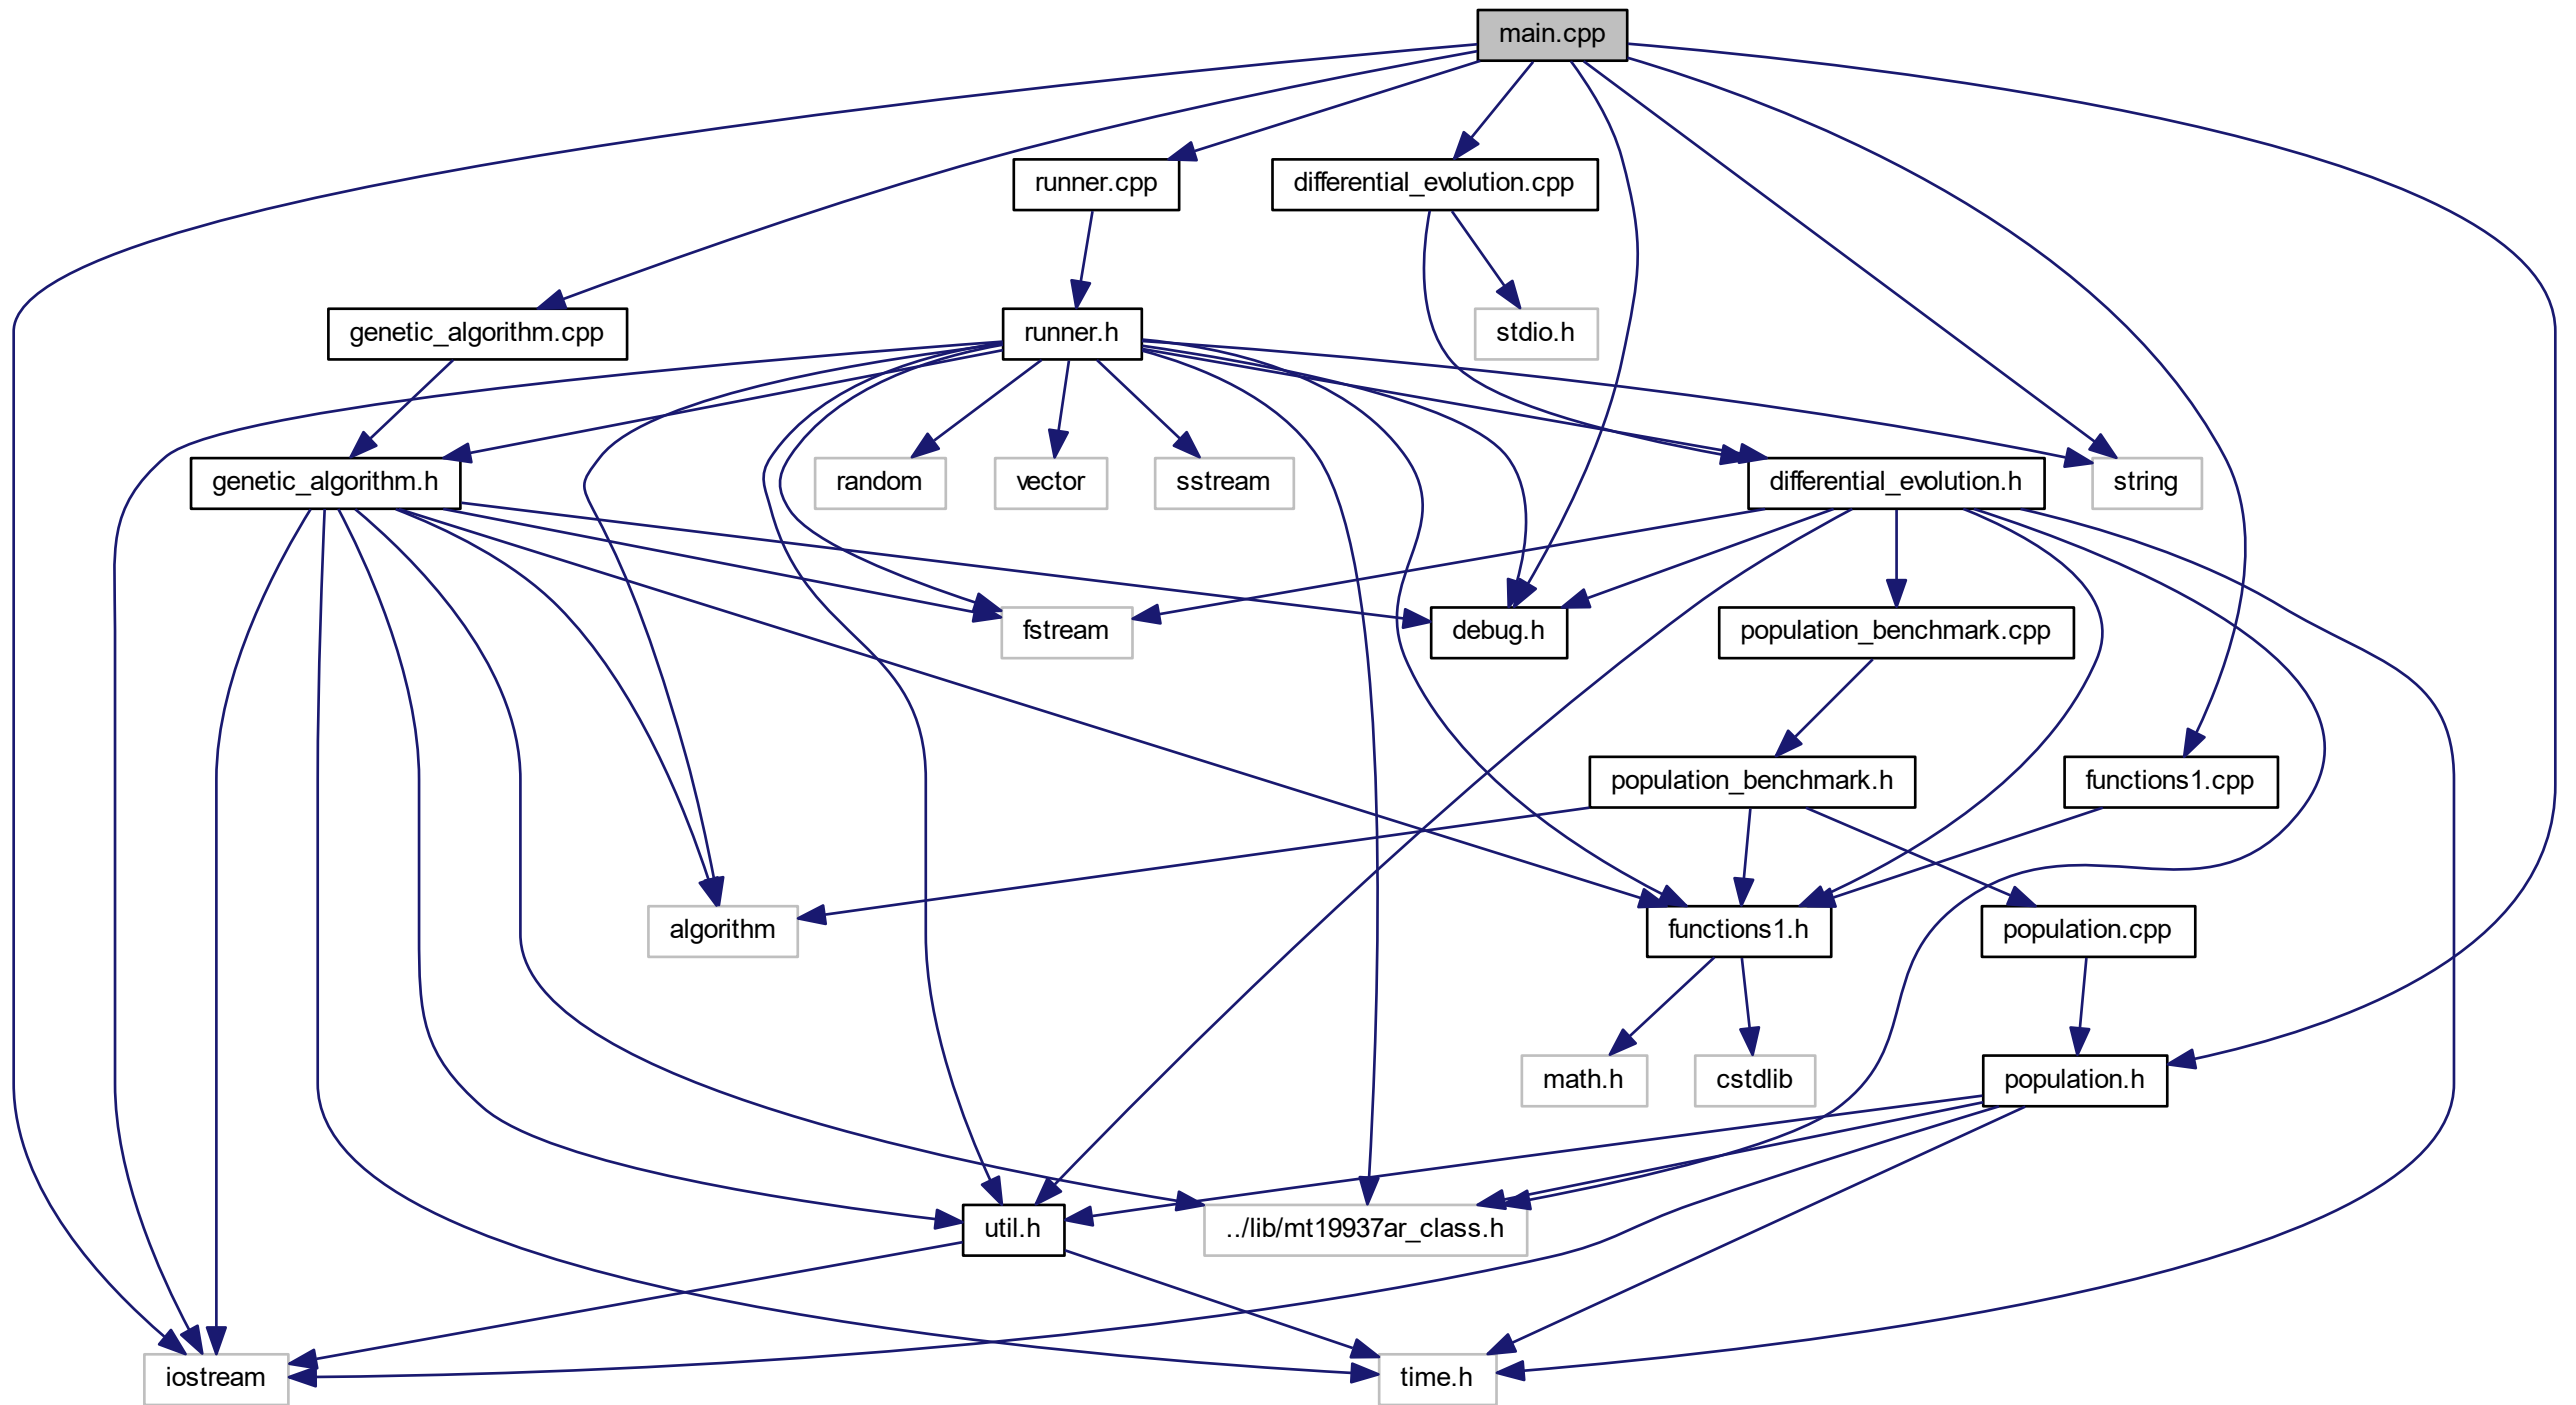 main.cpp
runner.cpp
differential_evolution.cpp
genetic_algorithm.cpp
runner.h
stdio.h
genetic_algorithm.h
random
vector
sstream
differential_evolution.h
string
fstream
debug.h
population_benchmark.cpp
population_benchmark.h
functions1.cpp
algorithm
functions1.h
population.cpp
math.h
cstdlib
population.h
util.h
../lib/mt19937ar_class.h
iostream
time.h